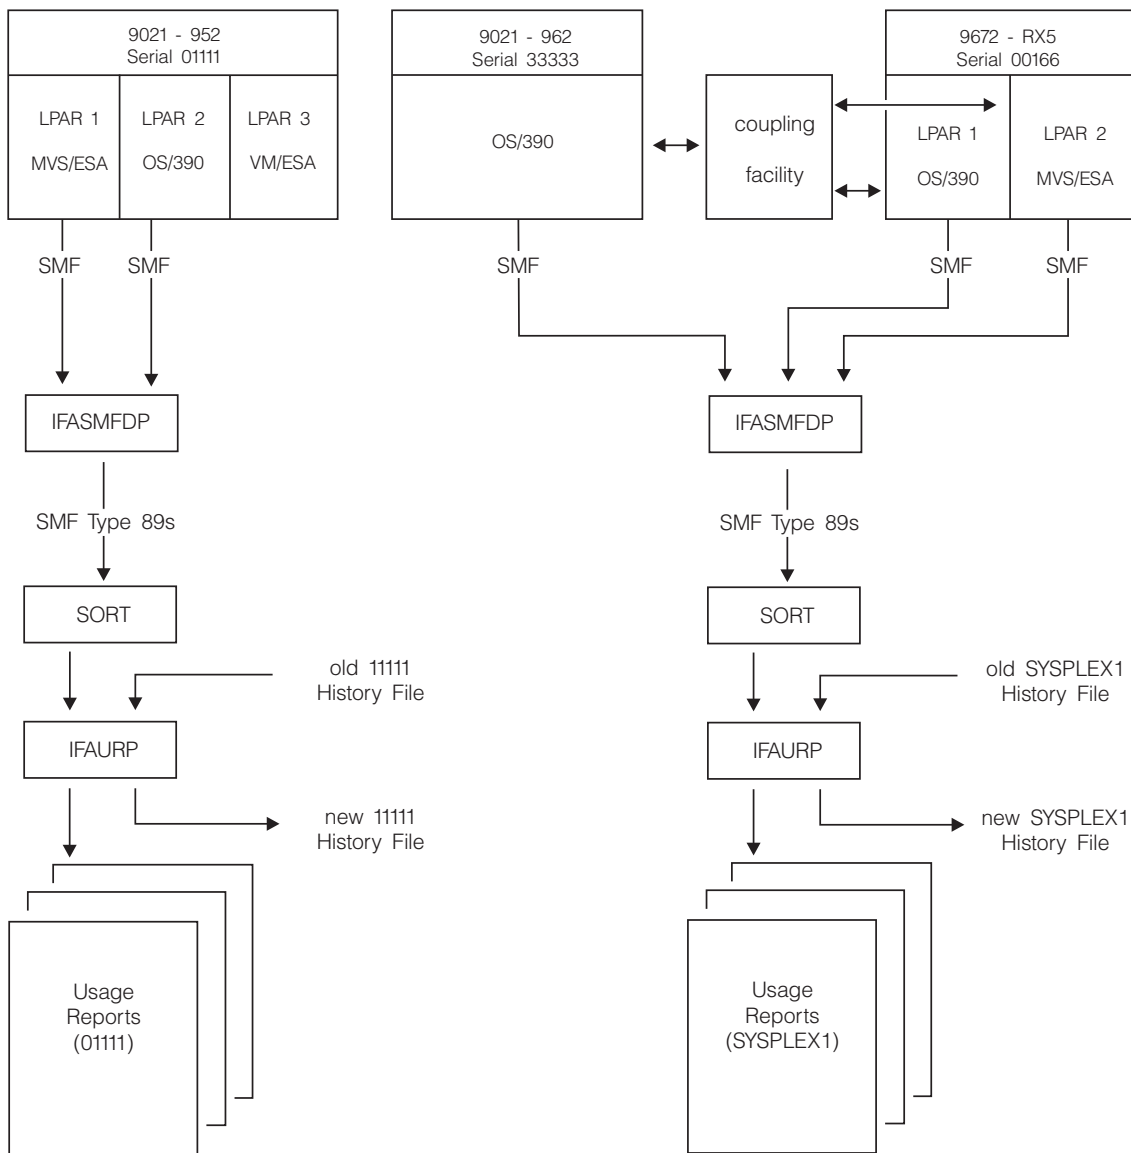 9021 - 952
Serial 01111
LPAR 1
MVS/ESA
LPAR 2
OS/390
LPAR 3
VM/ESA
9021 - 962
Serial 33333
OS/390
coupling
facility
9672 - RX5
Serial 00166
LPAR 1
OS/390
LPAR 2
MVS/ESA
SMF
SMF
SMF
SMF
SMF
IFASMFDP
IFASMFDP
SMF Type 89s
SMF Type 89s
SORT
SORT
old 11111
History File
old SYSPLEX1
History File
IFAURP
IFAURP
new 11111
History File
new SYSPLEX1
History File
Usage
Reports
(01111)
Usage
Reports
(SYSPLEX1)